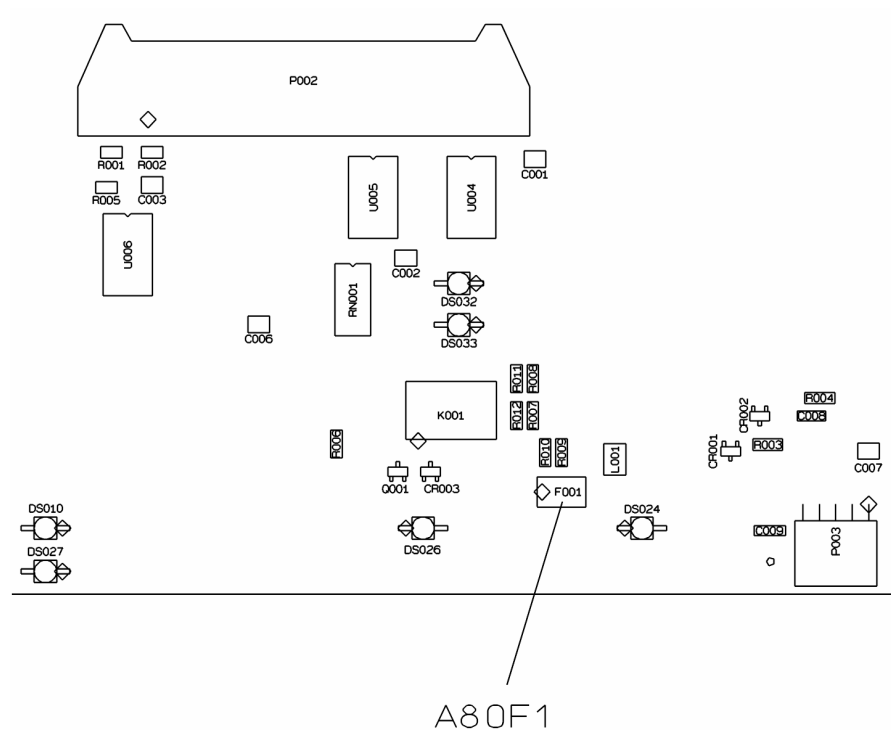 P002
R001 R002
C001
R005 C003
U005 U004
U006
C002
RN001
DS032
C006
DS033
R011 R008
R004
CR002 C008
K001
R012 R007
R006
R003
CR001
R010 R009 L001
C007
Q001 CR003
F001
DS010 DS024
C009 P003
DS027 DS026
A80F1